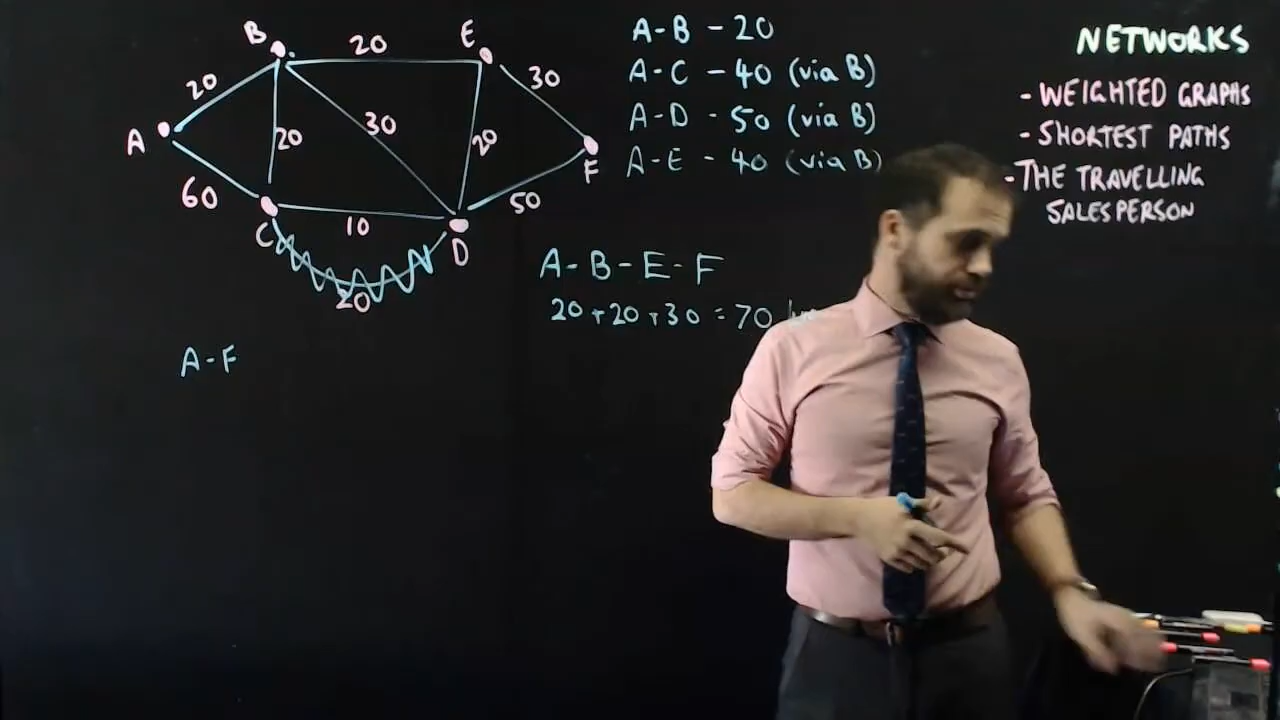 B
20
E
20
30
A
20
30
20
F
60
10
50
C
D
20
A-F
A-B - 20
A-C - 40 (via B)
A-D - 50 (via B)
A-E - 40 (via B)
A-B-E-F
20+20+30 = 70
NETWORKS
- WEIGHTED GRAPHS
- SHORTEST PATHS
- THE TRAVELLING
SALESPERSON